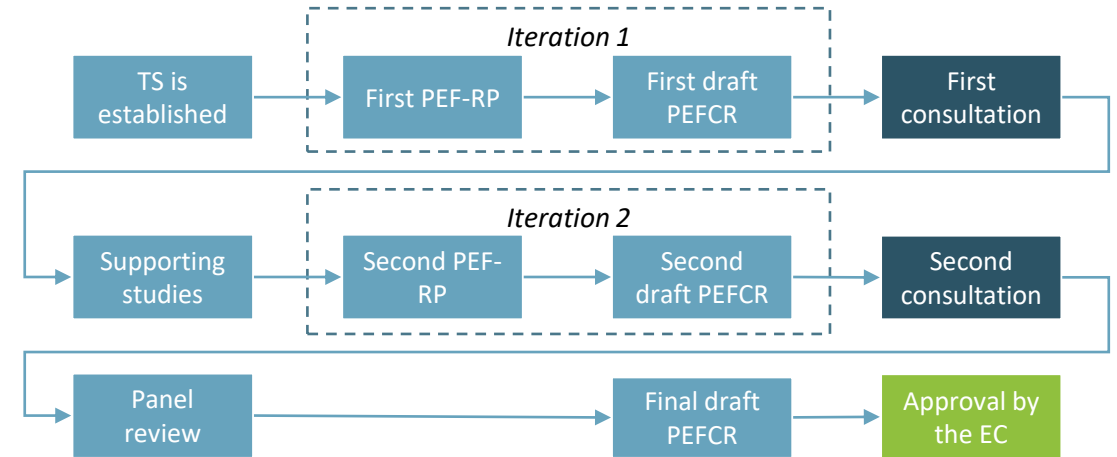 Iteration 1
TS is
established
First PEF-RP
First draft
PEFCR
First
consultation
Iteration 2
Supporting
studies
Second PEF-
RP
Second
draft PEFCR
Second
consultation
Panel
review
Final draft
PEFCR
Approval by
the EC